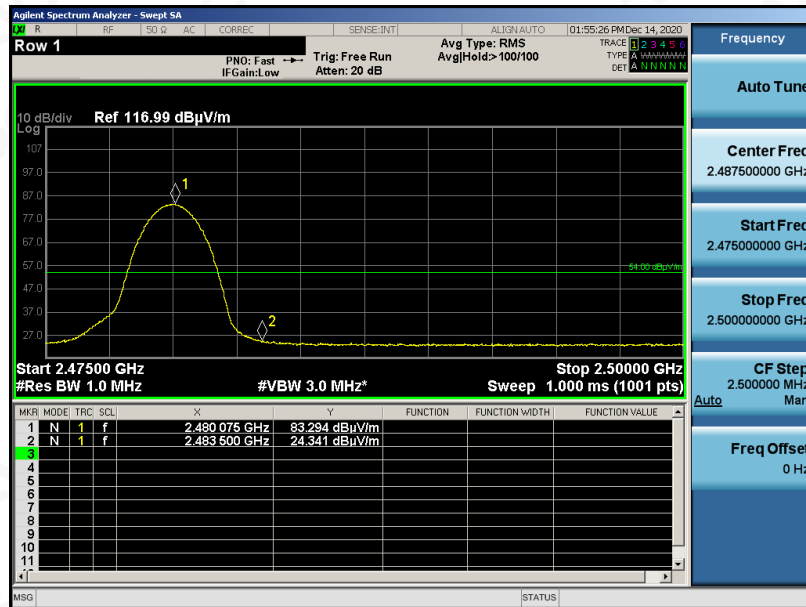 Agilent Spectrum Analyzer - Swept SA
LXI R RF 50 Ω AC CORREC SENSE:INT ALIGN AUTO 01:55:26 PM Dec 14, 2020
Row 1
PNO: Fast
IFGain:Low
Trig: Free Run
Atten: 20 dB
Avg Type: RMS
Avg|Hold:>100/100
TRACE 1 2 3 4 5 6
TYPE A WWWWW
DET A N N N N N
10 dB/div Ref 116.99 dBµV/m
Log
107
97.0
87.0
77.0
67.0
57.0
47.0
37.0
27.0
1
2
54.00 dBµV/m
Start 2.47500 GHz Stop 2.50000 GHz
#Res BW 1.0 MHz #VBW 3.0 MHz* Sweep 1.000 ms (1001 pts)
MKR MODE TRC SCL X Y FUNCTION FUNCTION WIDTH FUNCTION VALUE
1 N 1 f 2.480 075 GHz 83.294 dBµV/m
2 N 1 f 2.483 500 GHz 24.341 dBµV/m
3
4
5
6
7
8
9
10
11
MSG STATUS
Frequency
Auto Tune
Center Freq
2.487500000 GHz
Start Freq
2.475000000 GHz
Stop Freq
2.500000000 GHz
CF Step
2.500000 MHz
Auto Man
Freq Offset
0 Hz